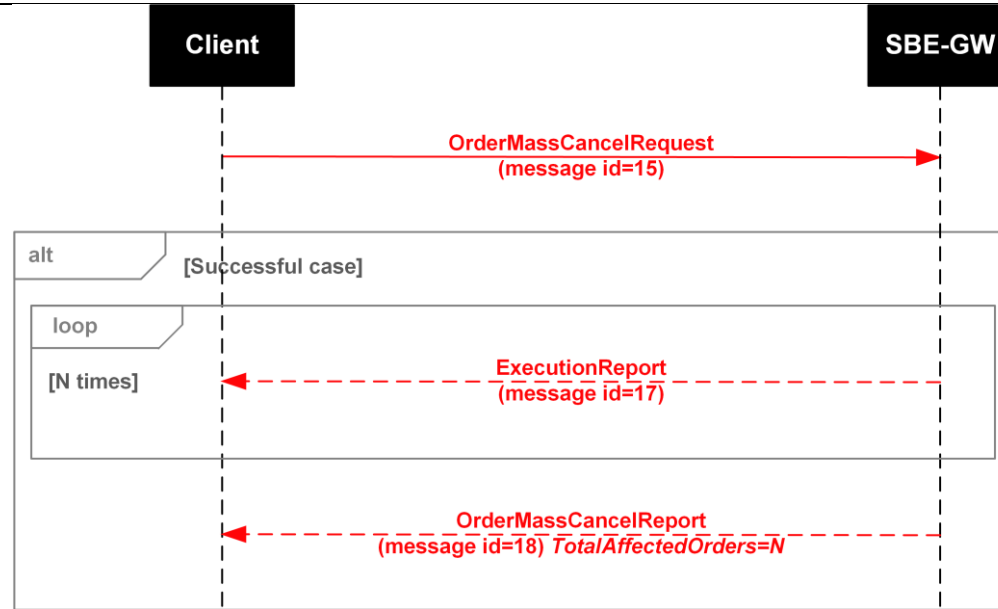 Client
SBE-GW
OrderMassCancelRequest
(message id=15)
alt
[Successful case]
loop
[N times]
ExecutionReport
(message id=17)
OrderMassCancelReport
(message id=18) TotalAffectedOrders=N